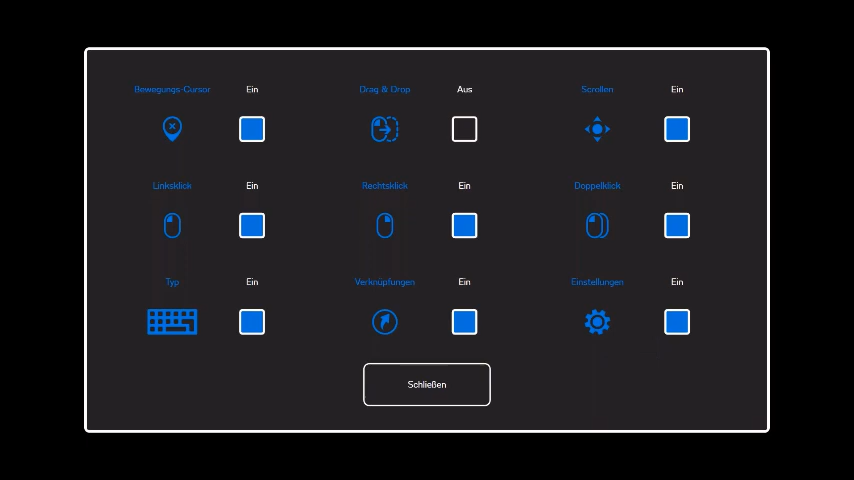 Bewegungs-Cursor Ein Drag & Drop Aus Scrollen Ein
Linksklick Ein Rechtsklick Ein Doppelklick Ein
Typ Ein Verknüpfungen Ein Einstellungen Ein
Schließen